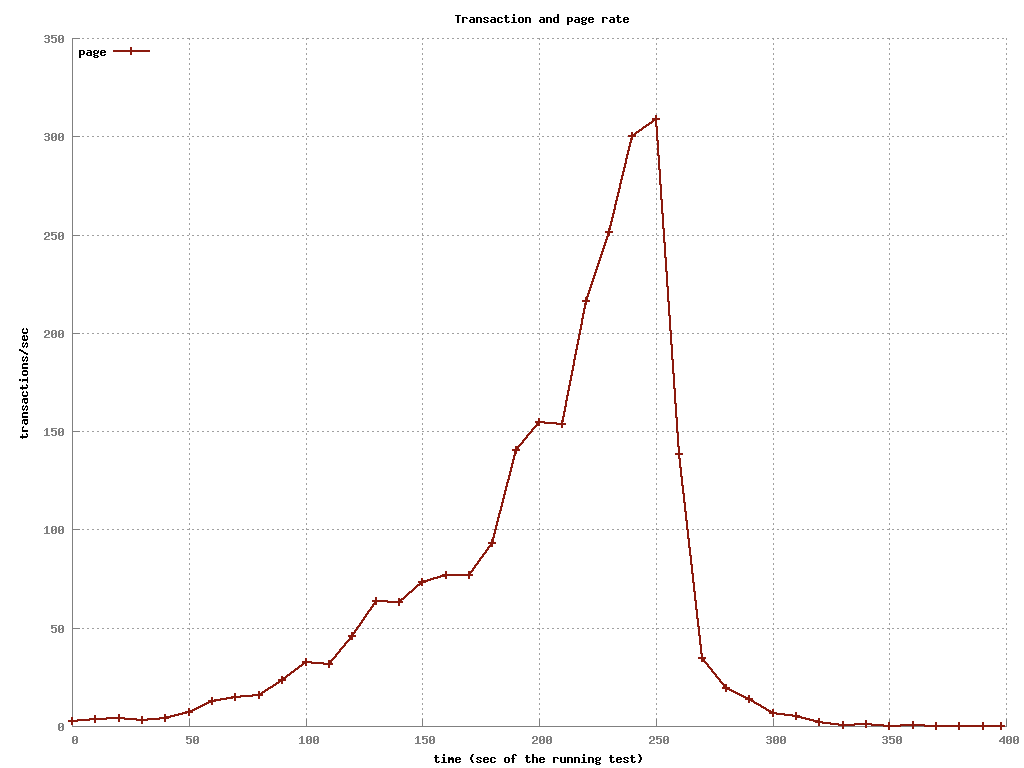 Transaction and page rate
page
350
300
250
200
150
100
50
0
transactions/sec
0 50 100 150 200 250 300 350 400
time (sec of the running test)